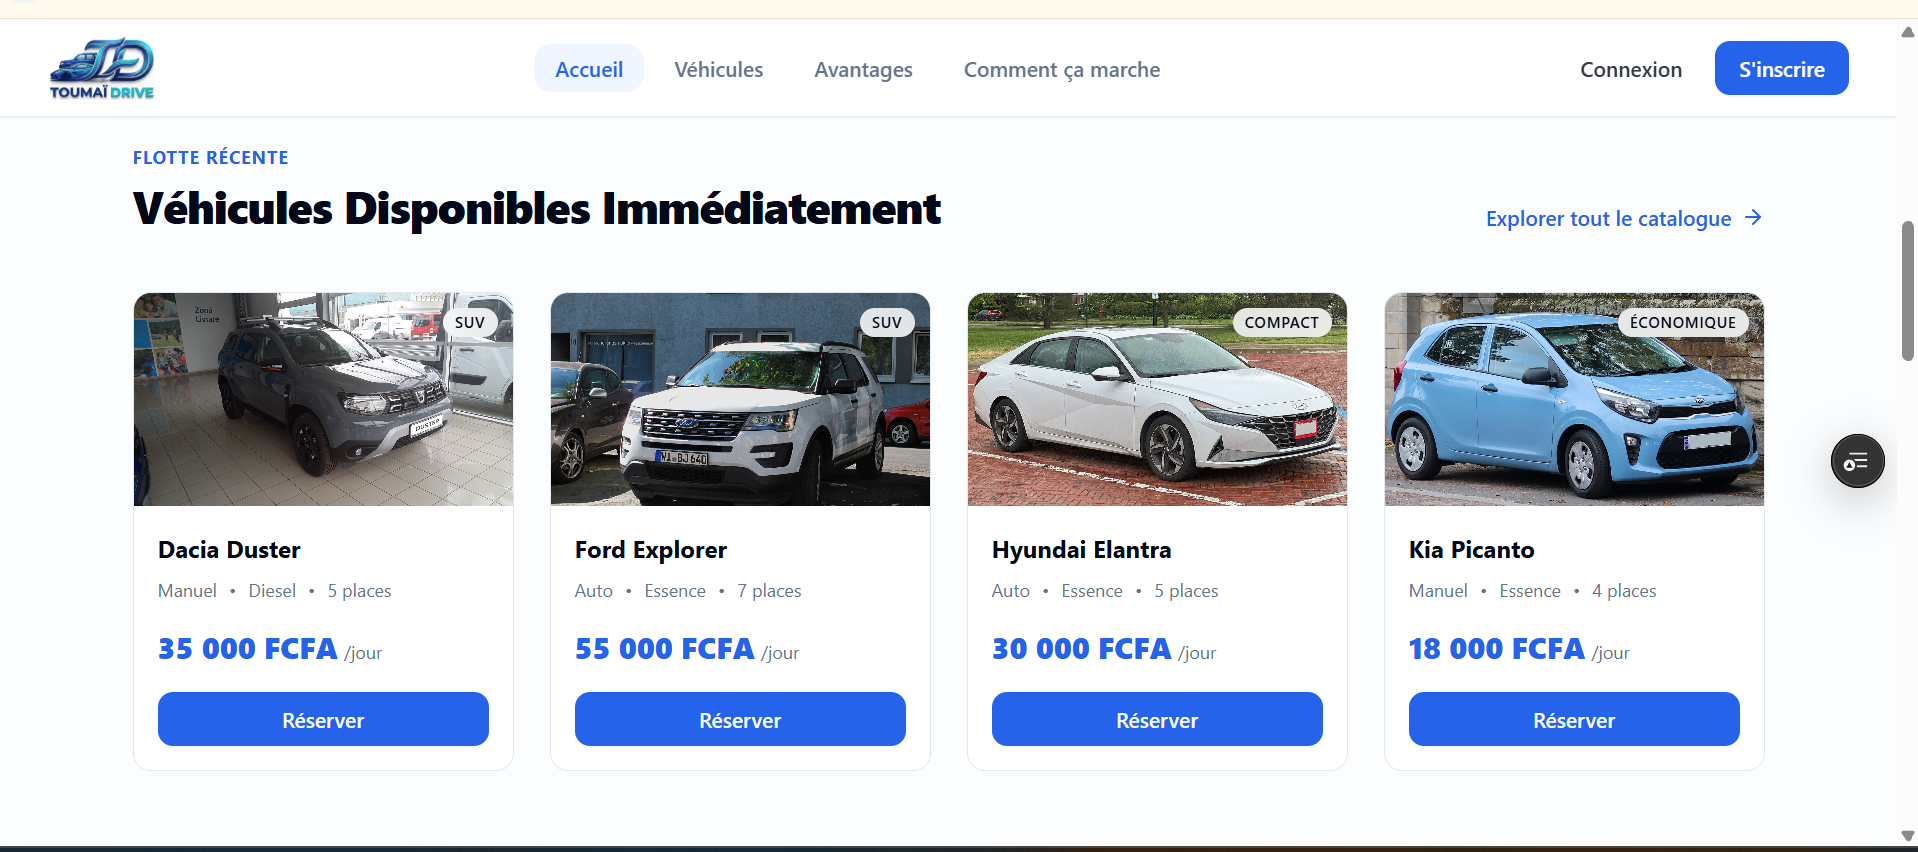 TOUMAÏ DRIVE
Accueil
Véhicules
Avantages
Comment ça marche
Connexion
S'inscrire
FLOTTE RÉCENTE
Véhicules Disponibles Immédiatement
Explorer tout le catalogue →
SUV
SUV
COMPACT
ÉCONOMIQUE
DUSTER
Dacia Duster
Manuel • Diesel • 5 places
35 000 FCFA /jour
Réserver
Ford Explorer
Auto • Essence • 7 places
55 000 FCFA /jour
Réserver
Hyundai Elantra
Auto • Essence • 5 places
30 000 FCFA /jour
Réserver
Kia Picanto
Manuel • Essence • 4 places
18 000 FCFA /jour
Réserver